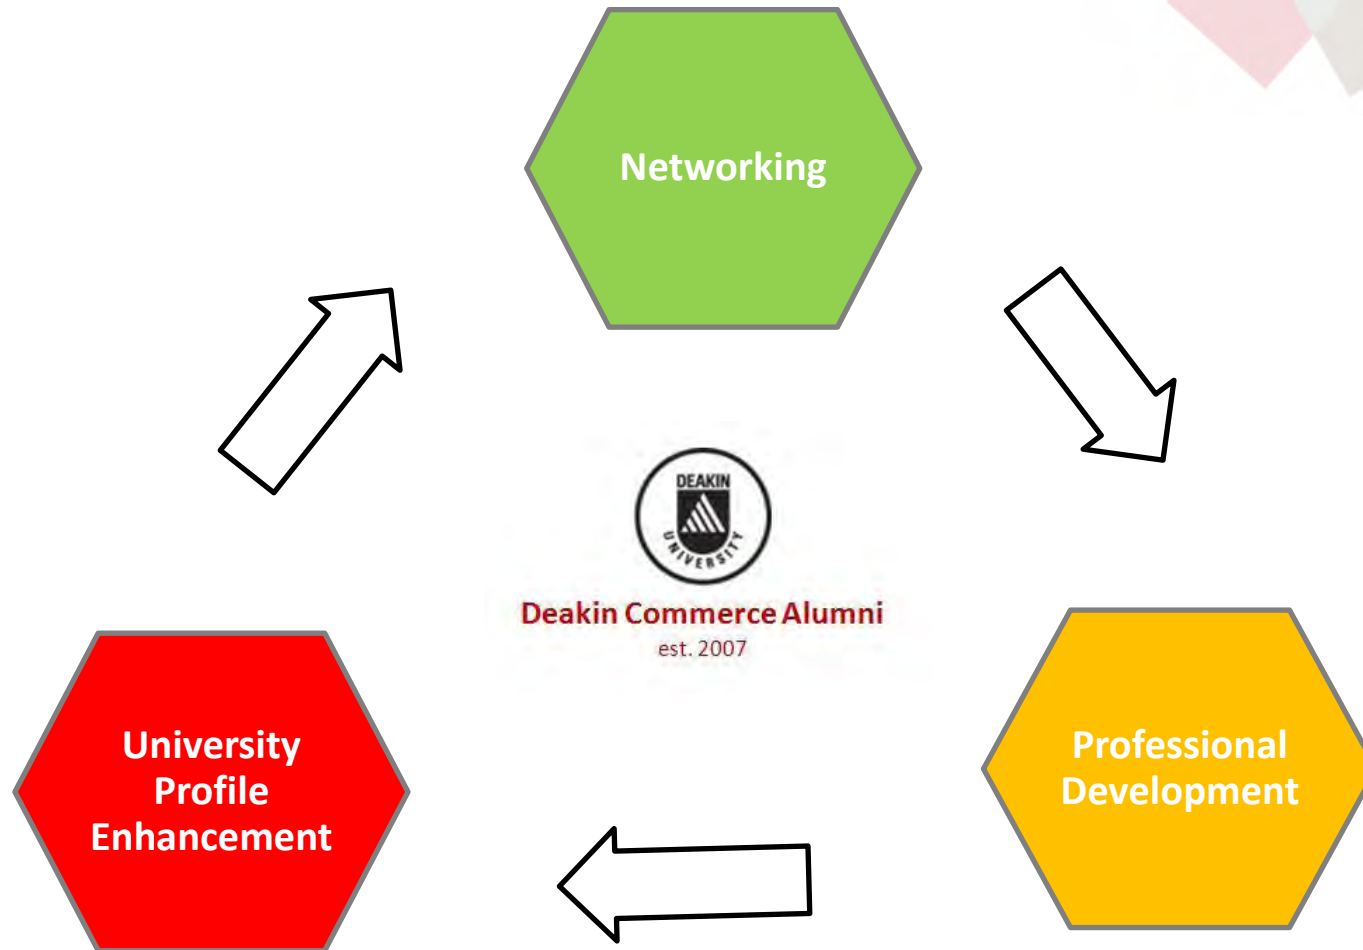 Networking
DEAKIN
UNIVERSITY
Deakin Commerce Alumni
est. 2007
University
Profile
Enhancement
Professional
Development